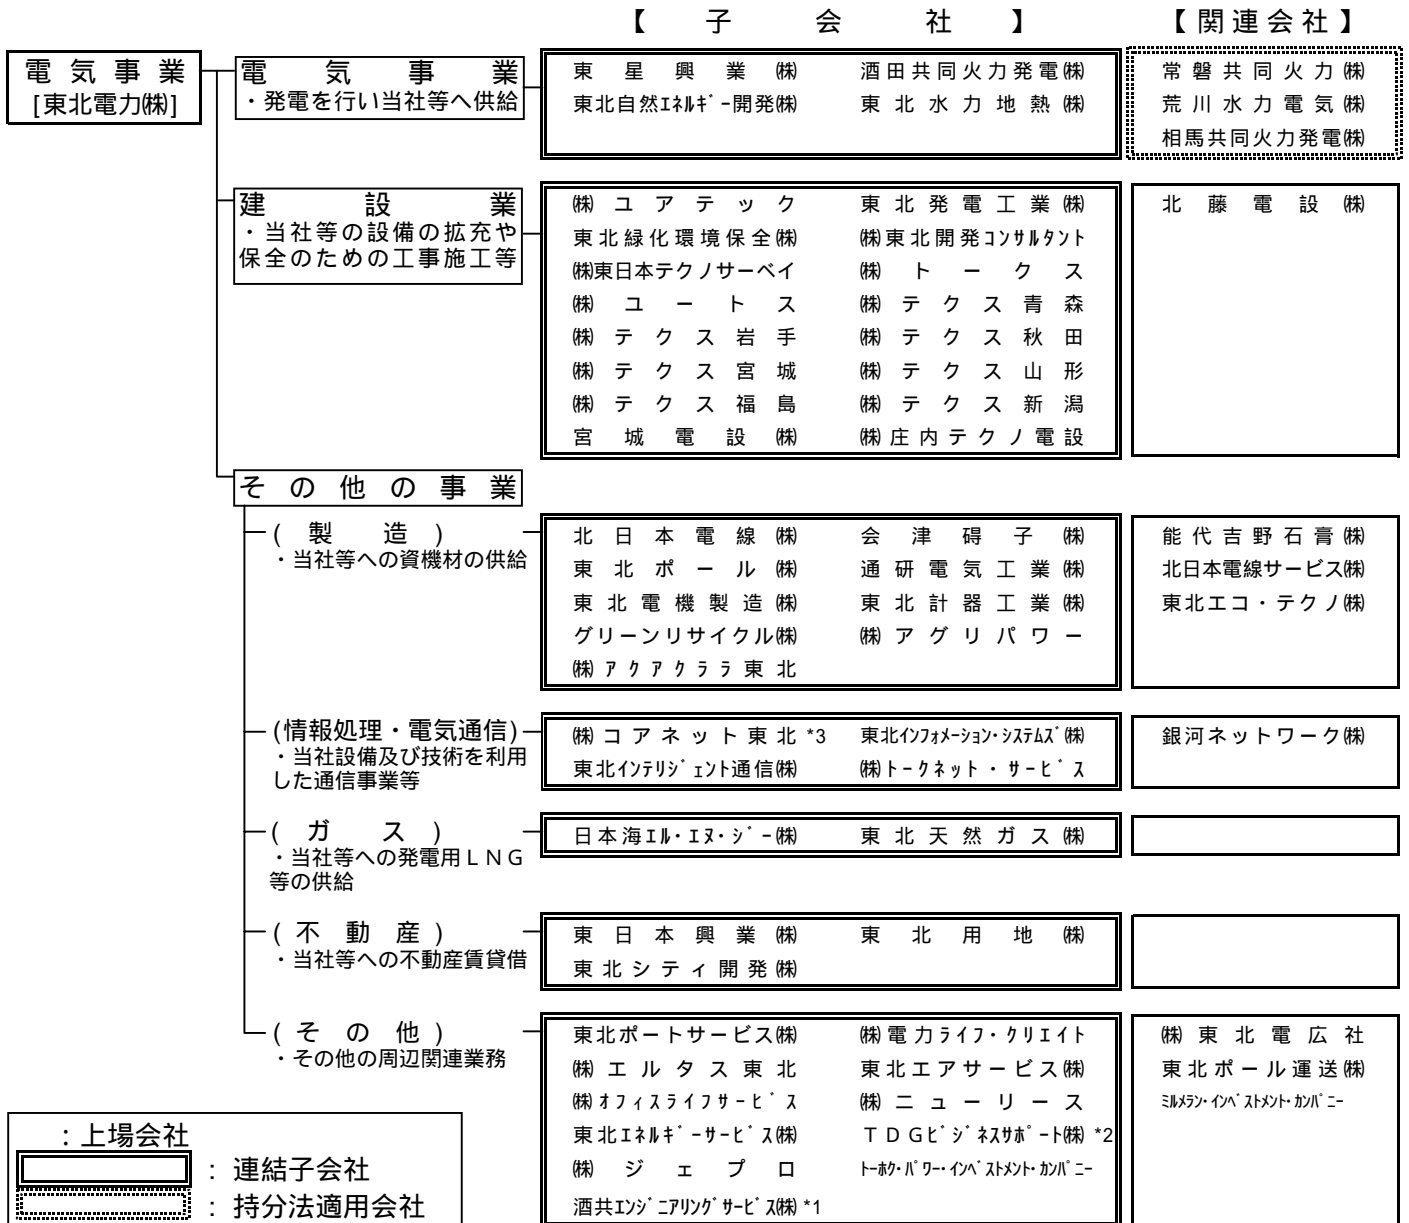 【 子 会 社 】 【関連会社】
電気事業
[東北電力㈱]
電気事業
・発電を行い当社等へ供給
東星興業㈱ 酒田共同火力発電㈱
東北自然ｴﾈﾙｷﾞｰ開発㈱ 東北水力地熱㈱
常磐共同火力㈱
荒川水力電気㈱
相馬共同火力発電㈱
建設業
・当社等の設備の拡充や
保全のための工事施工等
㈱ユアテック 東北発電工業㈱
東北緑化環境保全㈱ ㈱東北開発ｺﾝｻﾙﾀﾝﾄ
㈱東日本テクノサーベイ ㈱トークス
㈱ユートス ㈱テクス青森
㈱テクス岩手 ㈱テクス秋田
㈱テクス宮城 ㈱テクス山形
㈱テクス福島 ㈱テクス新潟
宮城電設㈱ ㈱庄内テクノ電設
北藤電設㈱
その他の事業
(製造)
・当社等への資機材の供給
北日本電線㈱ 会津碍子㈱
東北ポール㈱ 通研電気工業㈱
東北電機製造㈱ 東北計器工業㈱
グリーンリサイクル㈱ ㈱アグリパワー
㈱アクアクララ東北
能代吉野石膏㈱
北日本電線サービス㈱
東北エコ・テクノ㈱
(情報処理・電気通信)
・当社設備及び技術を利用
した通信事業等
㈱コアネット東北 *3 東北ｲﾝﾌｫﾒｰｼｮﾝ・ｼｽﾃﾑｽﾞ㈱
東北ｲﾝﾃﾘｼﾞｪﾝﾄ通信㈱ ㈱ﾄｰｸﾈｯﾄ・ｻｰﾋﾞｽ
銀河ネットワーク㈱
(ガス)
・当社等への発電用ＬＮＧ
等の供給
日本海ｴﾙ・ｴﾇ・ｼﾞｰ㈱ 東北天然ガス㈱
(不動産)
・当社等への不動産賃貸借
東日本興業㈱ 東北用地㈱
東北シティ開発㈱
(その他)
・その他の周辺関連業務
東北ポートサービス㈱ ㈱電力ﾗｲﾌ・ｸﾘｴｲﾄ
㈱エルタス東北 東北エアサービス㈱
㈱ｵﾌｨｽﾗｲﾌｻｰﾋﾞｽ ㈱ニューリース
東北ｴﾈﾙｷﾞｰｻｰﾋﾞｽ㈱ ＴＤＧﾋﾞｼﾞﾈｽｻﾎﾟｰﾄ㈱ *2
㈱ジェプロ ﾄｰﾎｸ・ﾊﾟﾜｰ・ｲﾝﾍﾞｽﾄﾒﾝﾄ・ｶﾝﾊﾟﾆｰ
酒共ｴﾝｼﾞﾆｱﾘﾝｸﾞｻｰﾋﾞｽ㈱ *1
㈱東北電広社
東北ポール運送㈱
ﾐﾙﾒﾗﾝ・ｲﾝﾍﾞｽﾄﾒﾝﾄ・ｶﾝﾊﾟﾆｰ
：上場会社
：連結子会社
：持分法適用会社